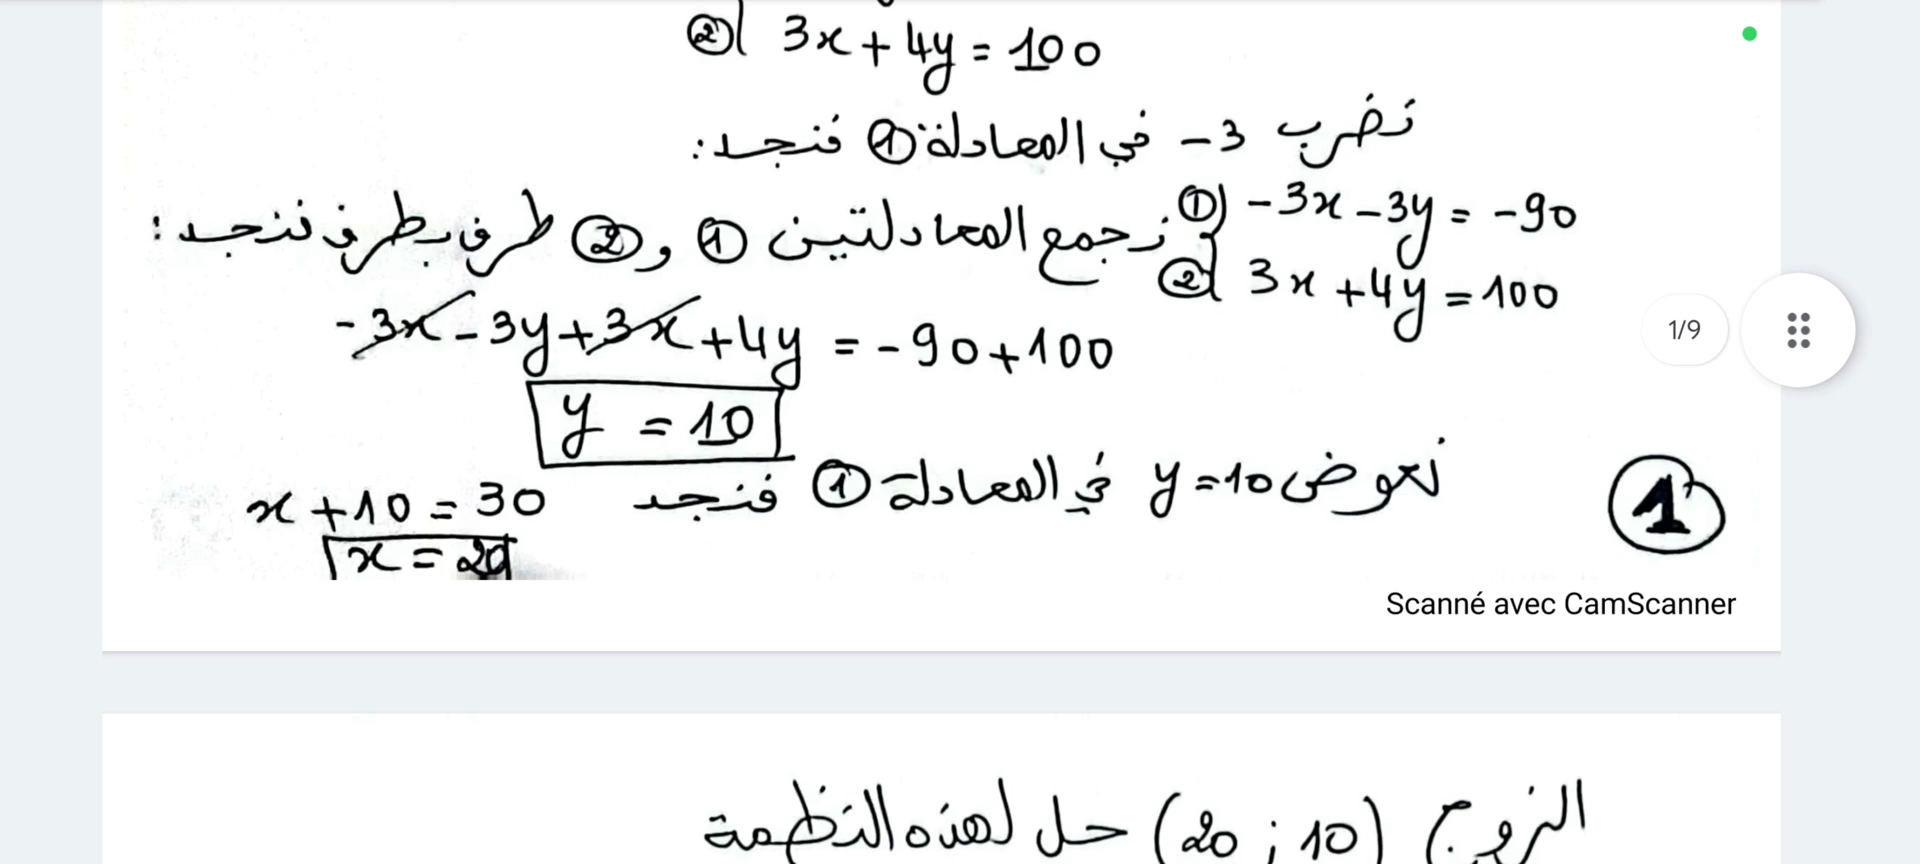 ② 3x + 4y = 100
نضرب 3 - في المعادلة ① فنجد:
① -3x - 3y = -90
② 3x + 4y = 100
نجمع المعادلتين ① و ② طرف بطرف فنجد:
-3x - 3y + 3x + 4y = -90 + 100
y = 10
نعوض y = 10 في المعادلة ① فنجد
x + 10 = 30
x = 20
1
1/9
Scanné avec CamScanner
الزوج (20 ; 10) حل لهذه النظمة